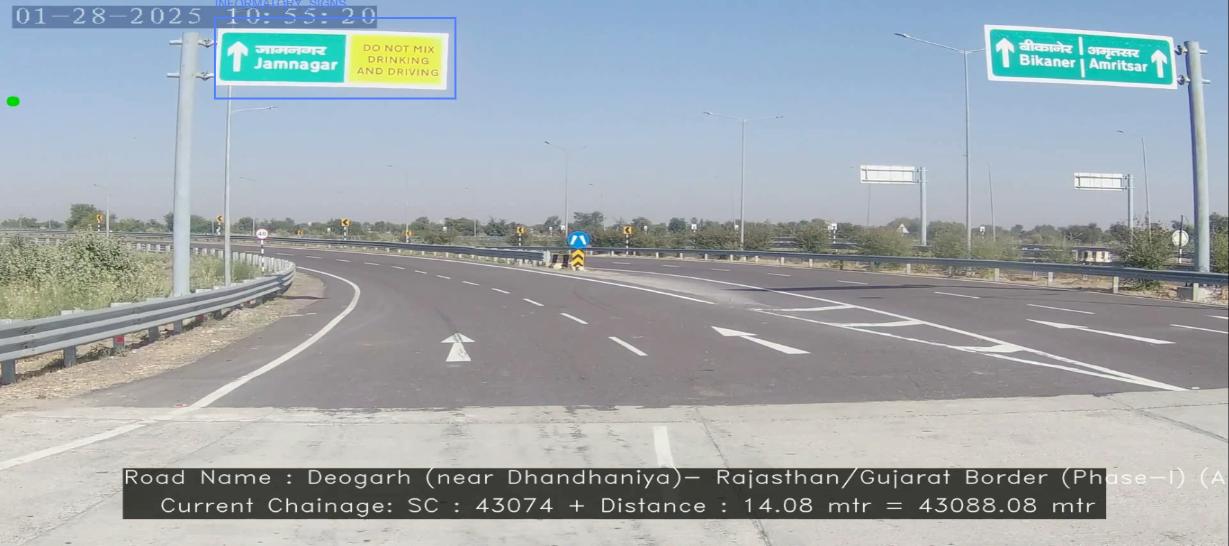 INFORMATORY_SIGNS
01-28-2025 10:55:20
जामनगर
Jamnagar
DO NOT MIX
DRINKING
AND DRIVING
बीकानेर
Bikaner
अमृतसर
Amritsar
40
Road Name : Deogarh (near Dhandhaniya)- Rajasthan/Gujarat Border (Phase-I) (A
Current Chainage: SC : 43074 + Distance : 14.08 mtr = 43088.08 mtr